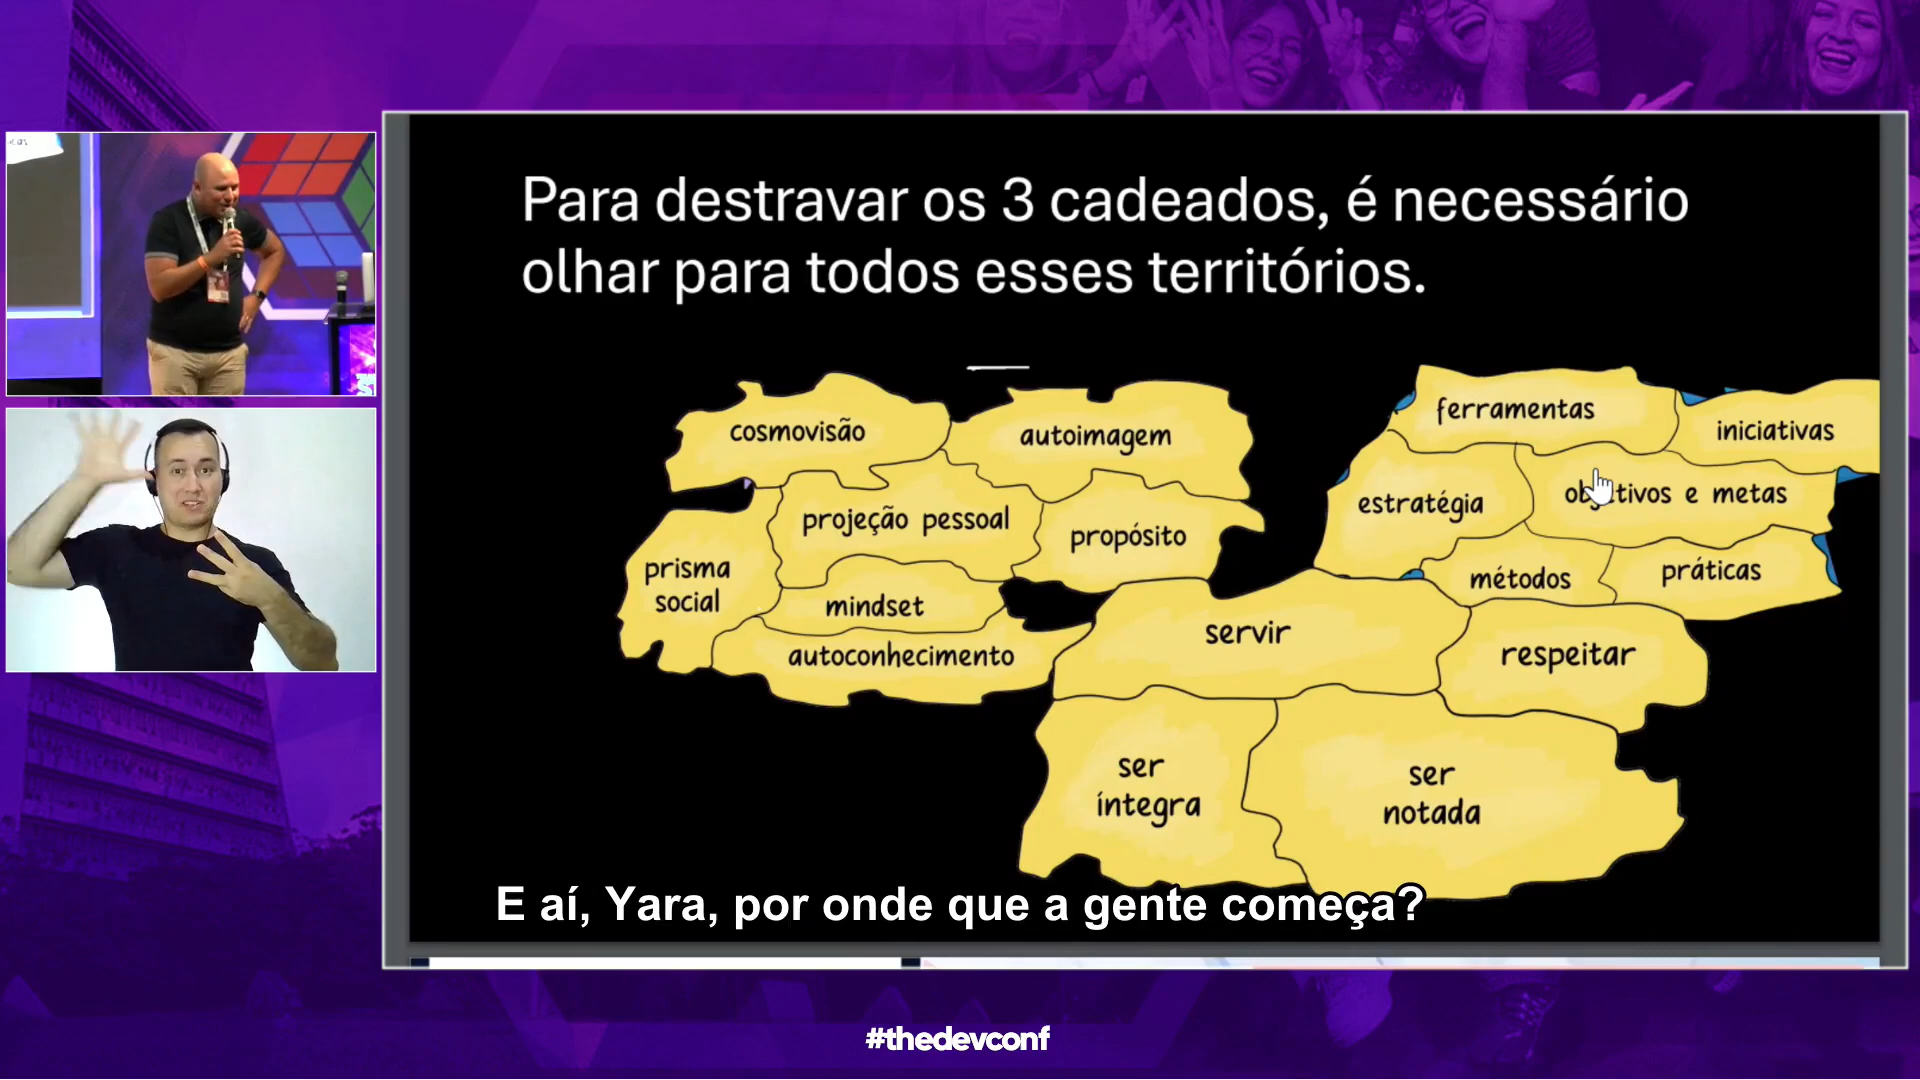 Para destravar os 3 cadeados, é necessário
olhar para todos esses territórios.
cosmovisão
autoimagem
projeção pessoal
propósito
prisma
social
mindset
autoconhecimento
ferramentas
iniciativas
estratégia
objetivos e metas
métodos
práticas
servir
respeitar
ser
íntegra
ser
notada
E aí, Yara, por onde que a gente começa?
#thedevconf